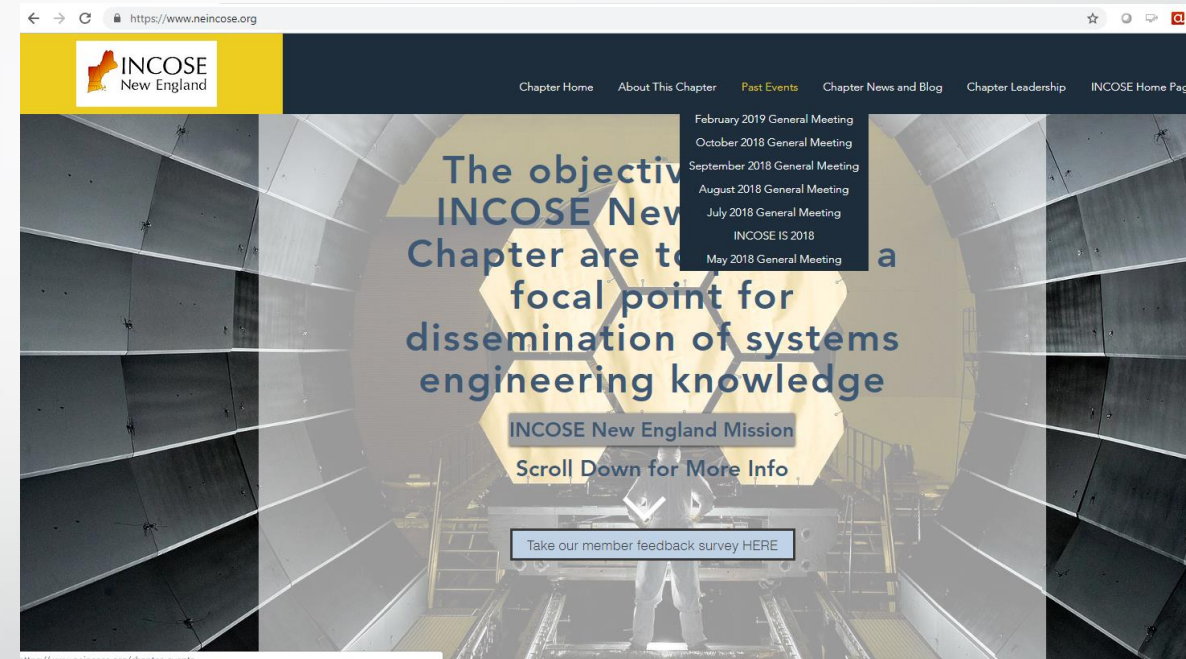 https://www.neincose.org
INCOSE
New England
Chapter Home About This Chapter Past Events Chapter News and Blog Chapter Leadership INCOSE Home Pag
February 2019 General Meeting
October 2018 General Meeting
September 2018 General Meeting
August 2018 General Meeting
July 2018 General Meeting
INCOSE IS 2018
May 2018 General Meeting
The objectiv
INCOSE New
Chapter are to a
focal point for
dissemination of systems
engineering knowledge
INCOSE New England Mission
Scroll Down for More Info
Take our member feedback survey HERE